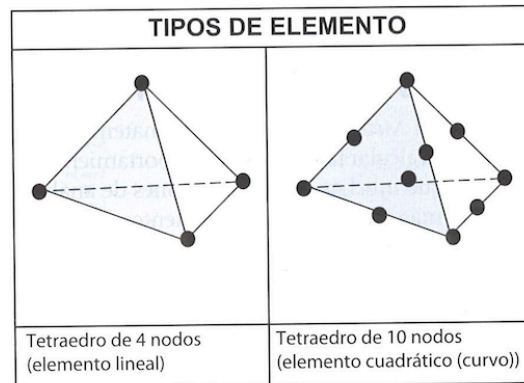 TIPOS DE ELEMENTO
Tetraedro de 4 nodos
(elemento lineal)
Tetraedro de 10 nodos
(elemento cuadrático (curvo))